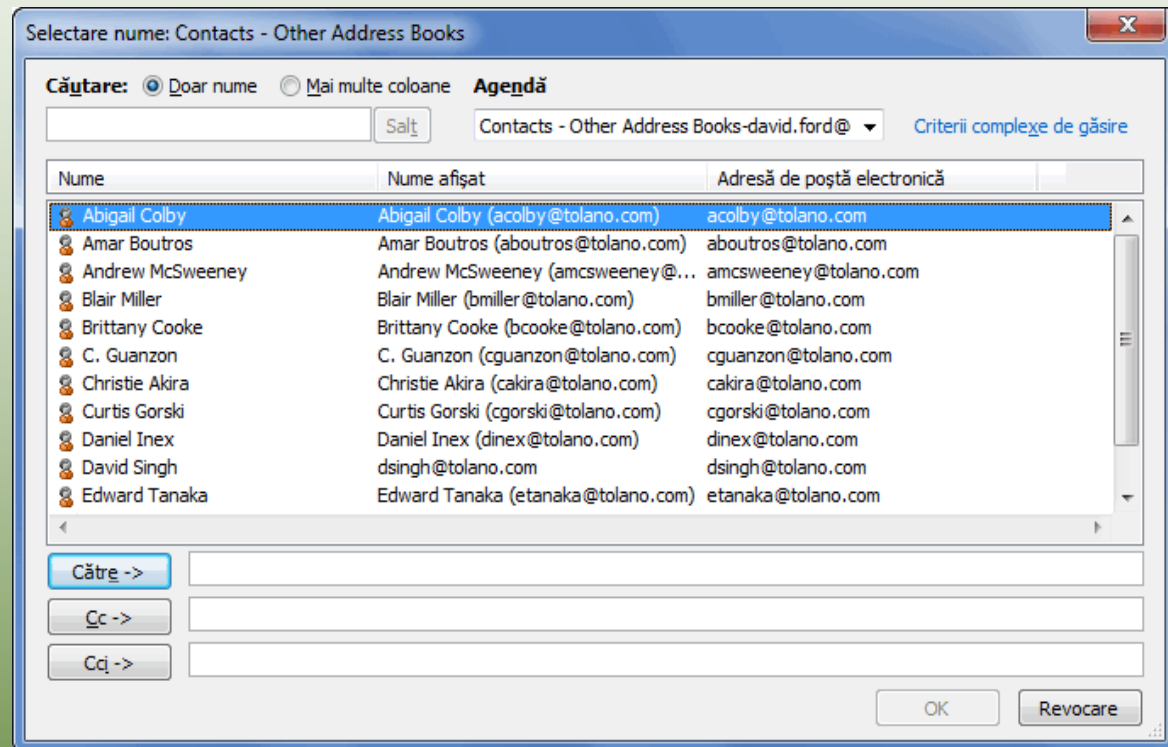 Selectare nume: Contacts - Other Address Books
Căutare: Doar nume Mai multe coloane Agendă
Salt Contacts - Other Address Books-david.ford@ Criterii complexe de găsire
Nume Nume afişat Adresă de poştă electronică
Abigail Colby Abigail Colby (acolby@tolano.com) acolby@tolano.com
Amar Boutros Amar Boutros (aboutros@tolano.com) aboutros@tolano.com
Andrew McSweeney Andrew McSweeney (amcsweeney@... amcsweeney@tolano.com
Blair Miller Blair Miller (bmiller@tolano.com) bmiller@tolano.com
Brittany Cooke Brittany Cooke (bcooke@tolano.com) bcooke@tolano.com
C. Guanzon C. Guanzon (cguanzon@tolano.com) cguanzon@tolano.com
Christie Akira Christie Akira (cakira@tolano.com) cakira@tolano.com
Curtis Gorski Curtis Gorski (cgorski@tolano.com) cgorski@tolano.com
Daniel Inex Daniel Inex (dinex@tolano.com) dinex@tolano.com
David Singh dsingh@tolano.com dsingh@tolano.com
Edward Tanaka Edward Tanaka (etanaka@tolano.com) etanaka@tolano.com
Către ->
Cc ->
Cci ->
OK Revocare